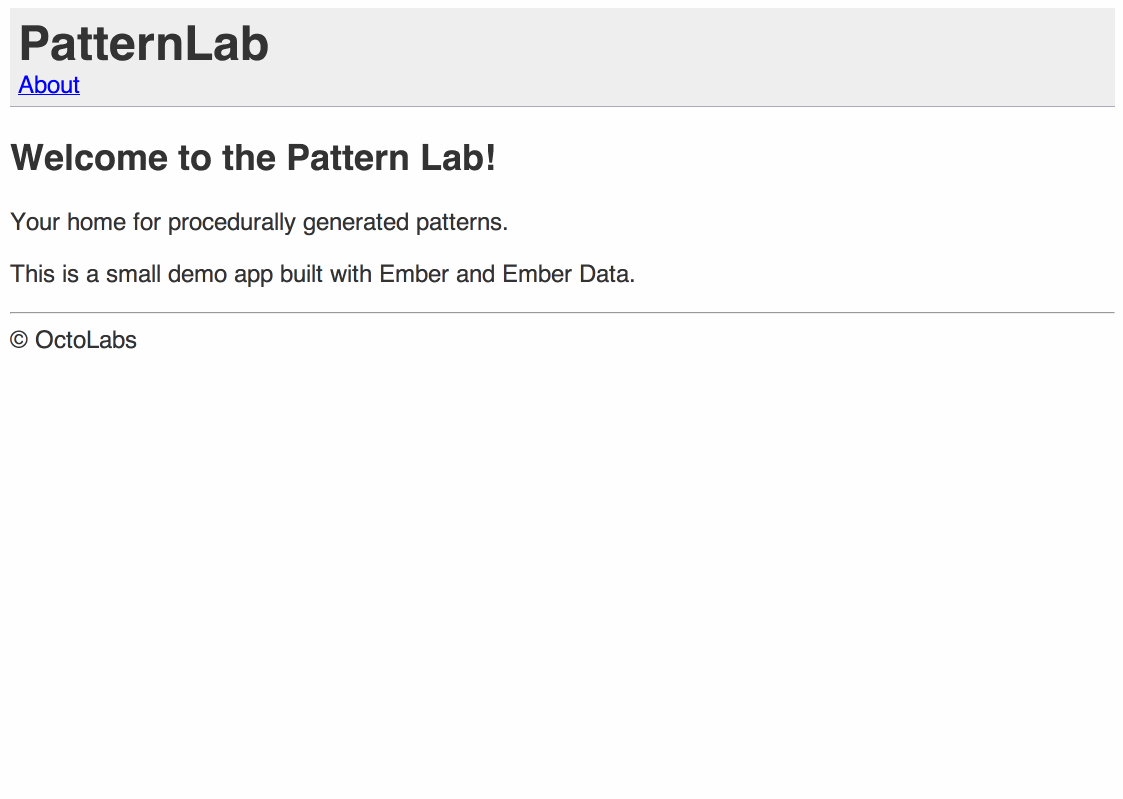 PatternLab
About
Welcome to the Pattern Lab!
Your home for procedurally generated patterns.
This is a small demo app built with Ember and Ember Data.
© OctoLabs